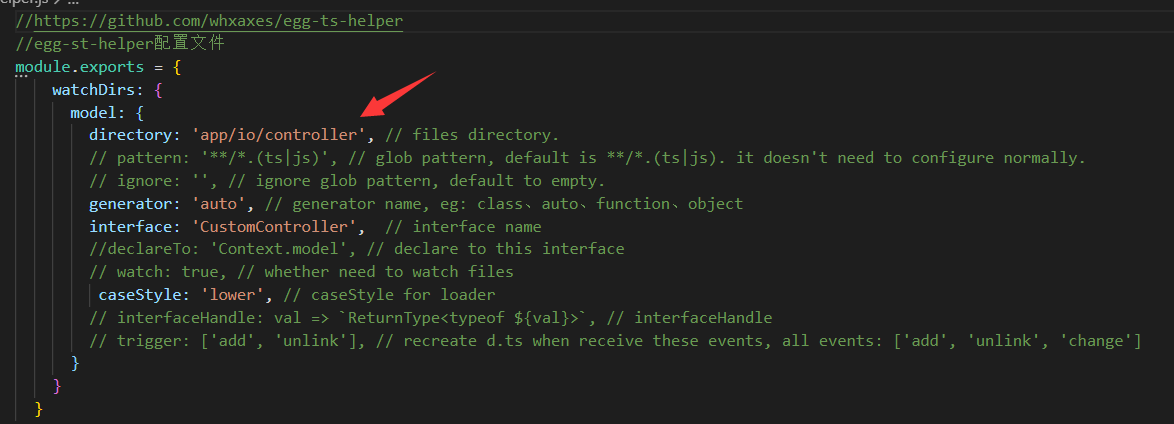 elper.js > ...
//https://github.com/whxaxes/egg-ts-helper
//egg-st-helper配置文件
module.exports = {
watchDirs: {
model: {
directory: 'app/io/controller', // files directory.
// pattern: '**/*.(ts|js)', // glob pattern, default is **/*.(ts|js). it doesn't need to configure normally.
// ignore: '', // ignore glob pattern, default to empty.
generator: 'auto', // generator name, eg: class、auto、function、object
interface: 'CustomController',  // interface name
//declareTo: 'Context.model', // declare to this interface
// watch: true, // whether need to watch files
caseStyle: 'lower', // caseStyle for loader
// interfaceHandle: val => `ReturnType<typeof ${val}>`, // interfaceHandle
// trigger: ['add', 'unlink'], // recreate d.ts when receive these events, all events: ['add', 'unlink', 'change']
}
}
}